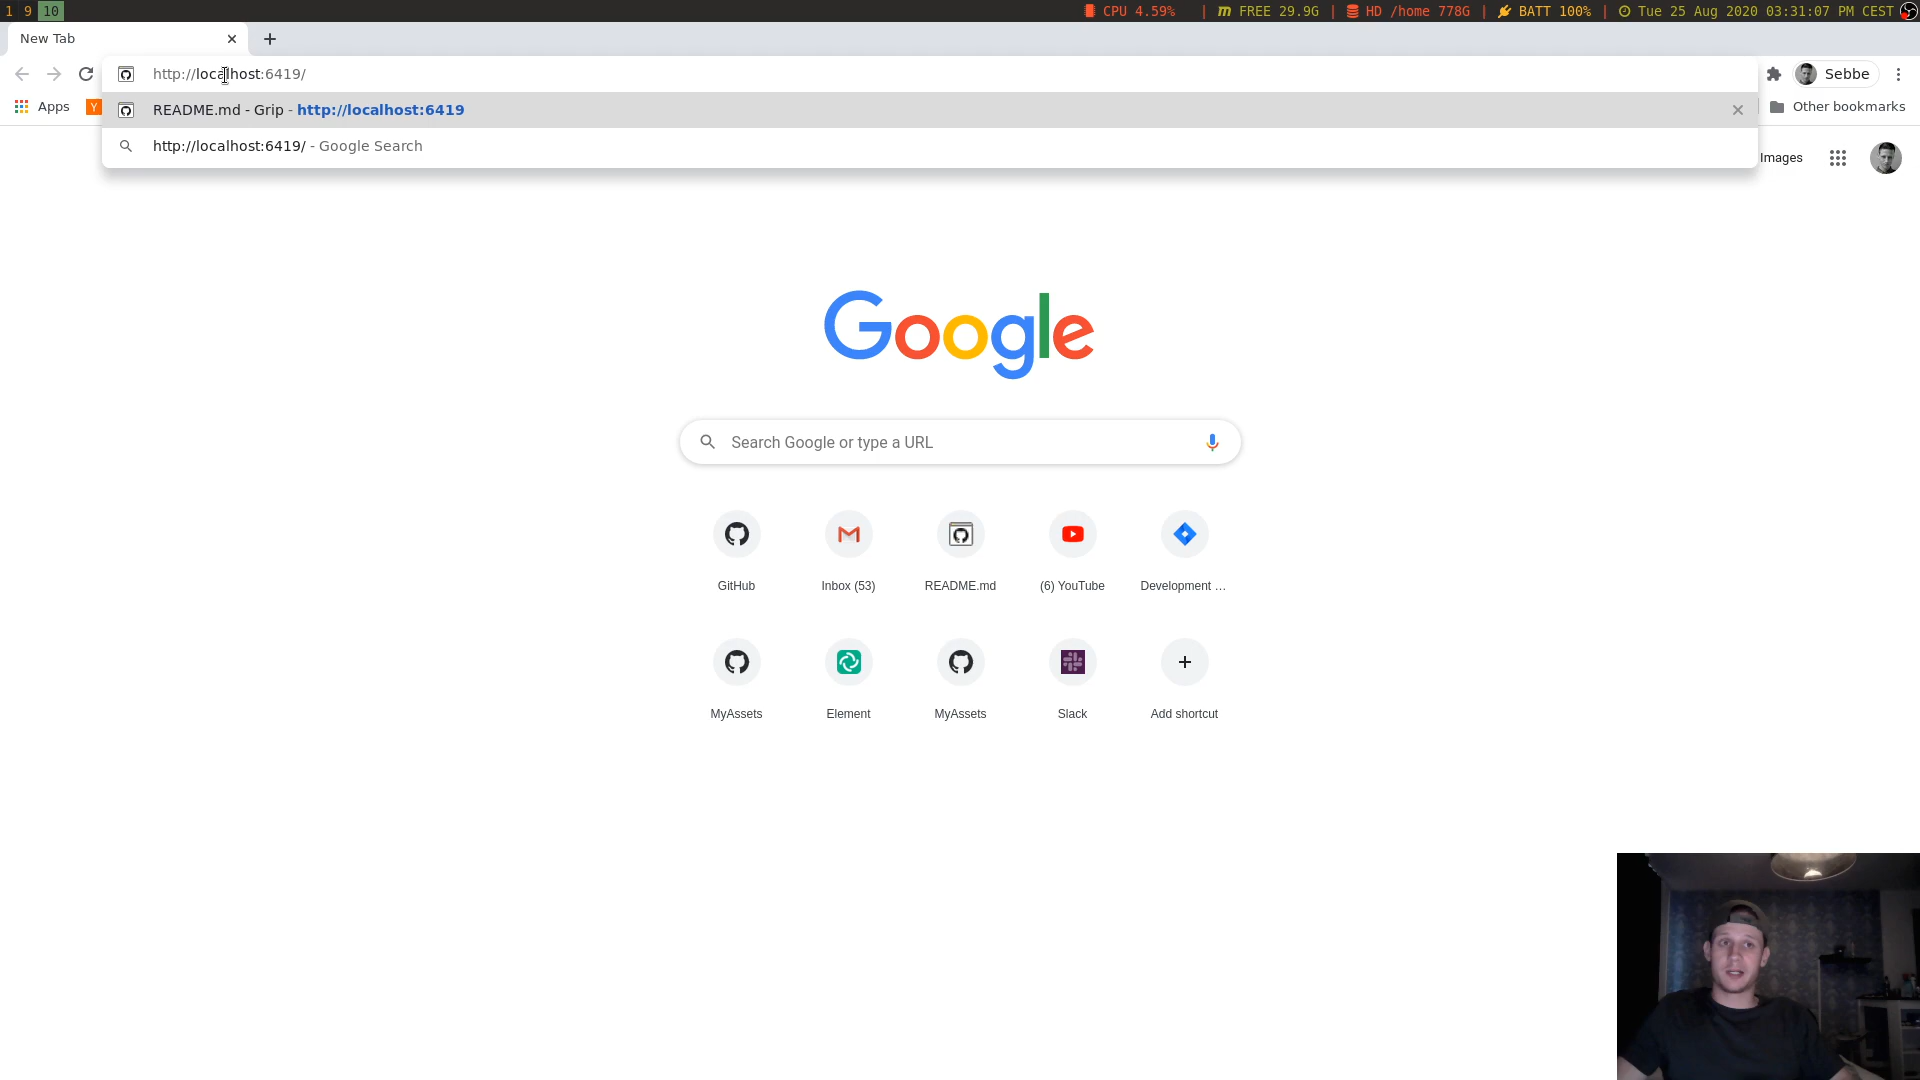 1 9 10 CPU 4.59% | m FREE 29.9G | HD /home 778G | BATT 100% | Tue 25 Aug 2020 03:31:07 PM CEST
New Tab
http://localhost:6419/
Sebbe
Apps
Y
README.md - Grip - http://localhost:6419
Other bookmarks
http://localhost:6419/ - Google Search
Images
Google
Search Google or type a URL
GitHub
Inbox (53)
README.md
(6) YouTube
Development …
MyAssets
Element
MyAssets
Slack
Add shortcut